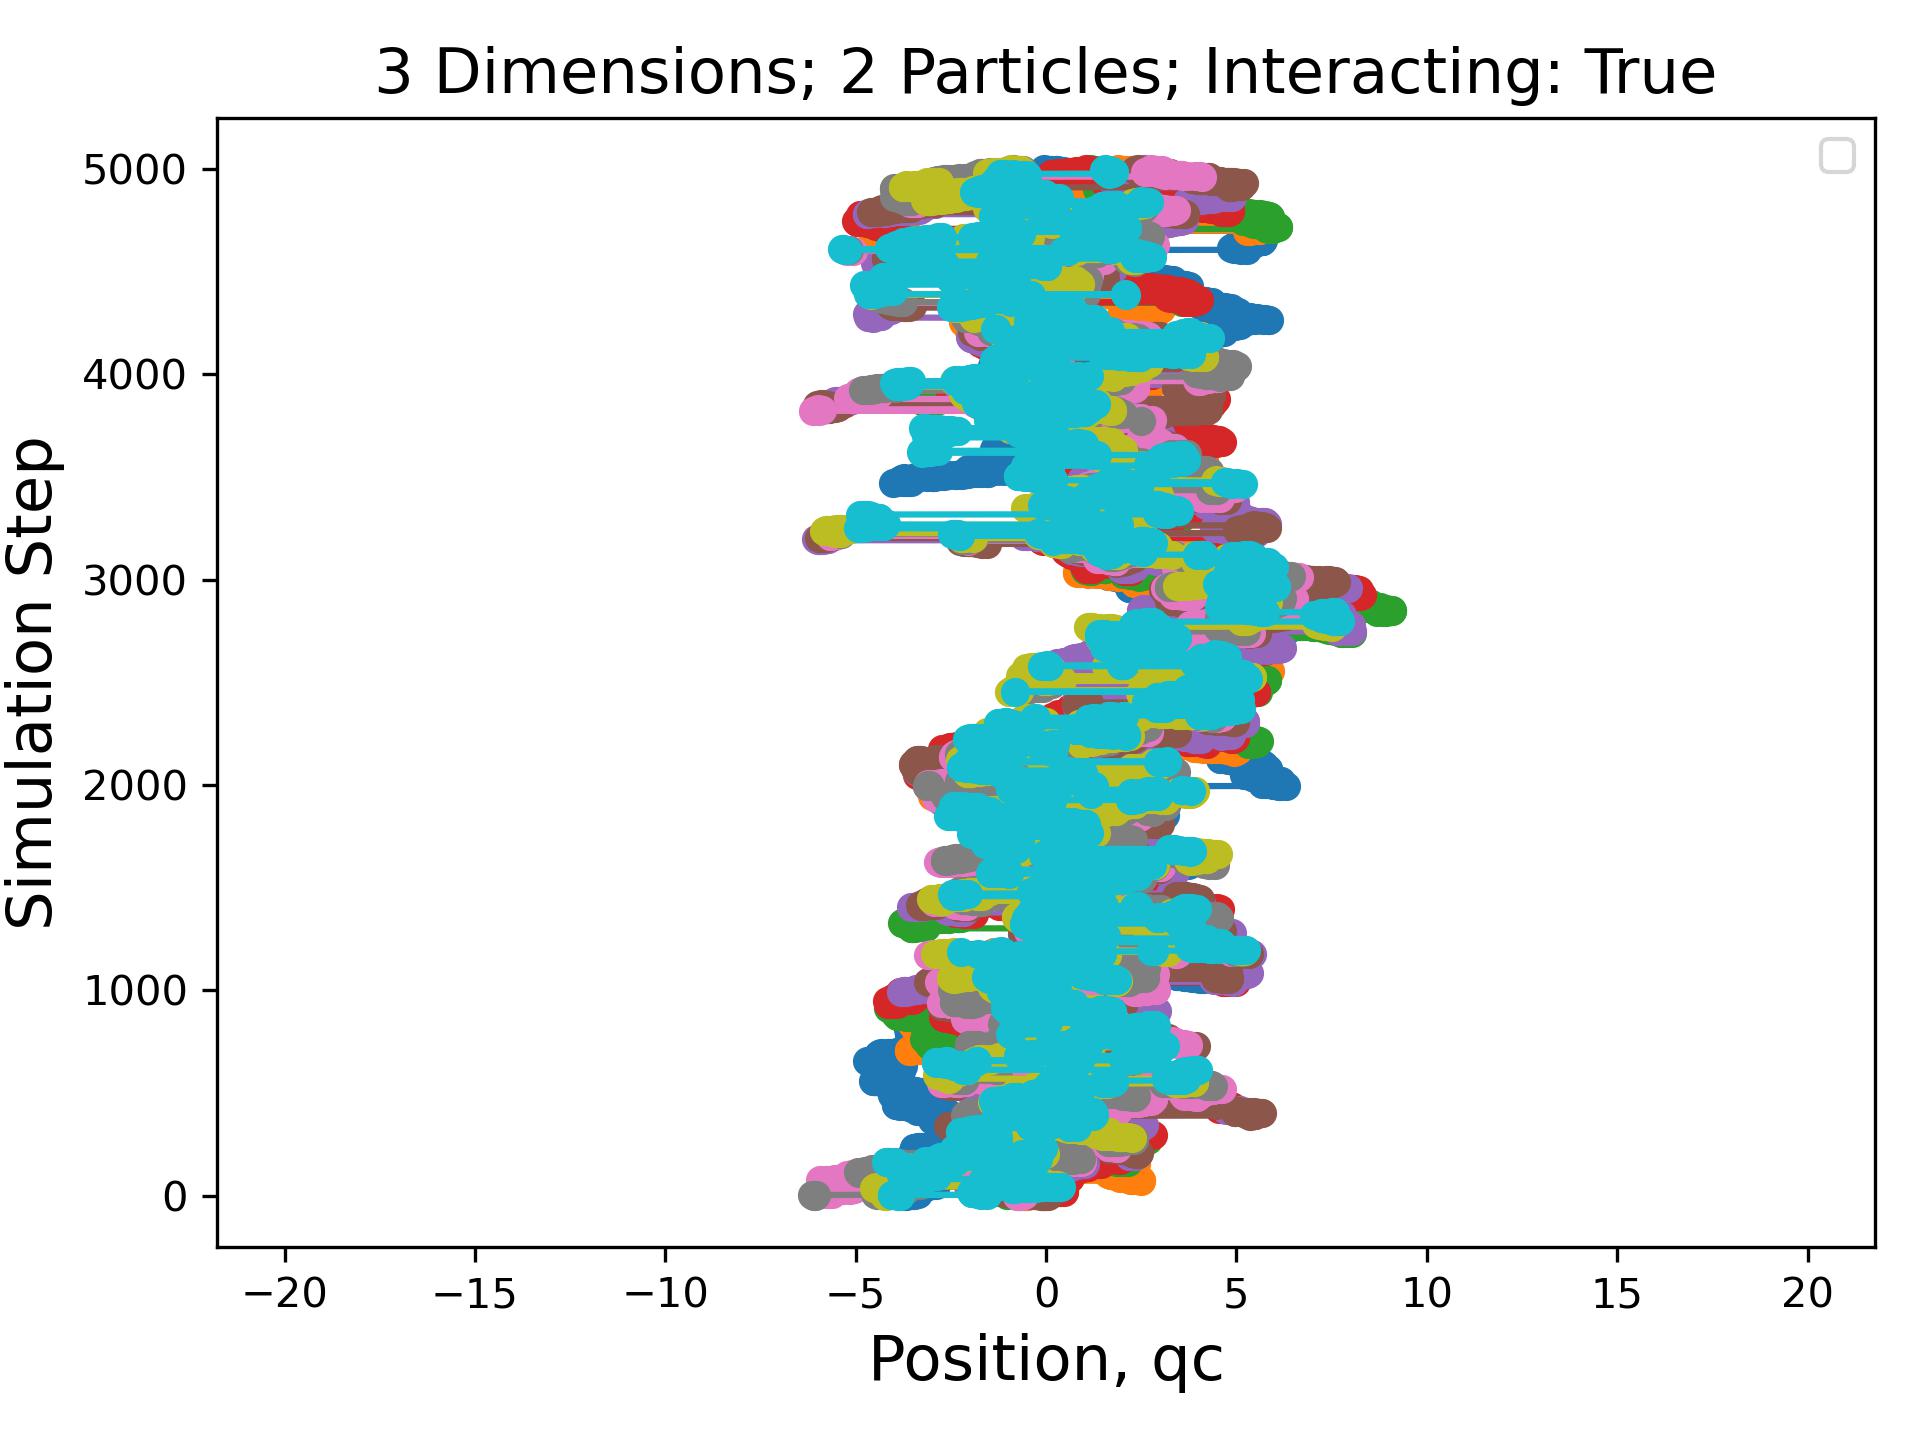 3 Dimensions; 2 Particles; Interacting: True
5000
4000
3000
2000
1000
0
Simulation Step
−20 −15 −10 −5 0 5 10 15 20
Position, qc